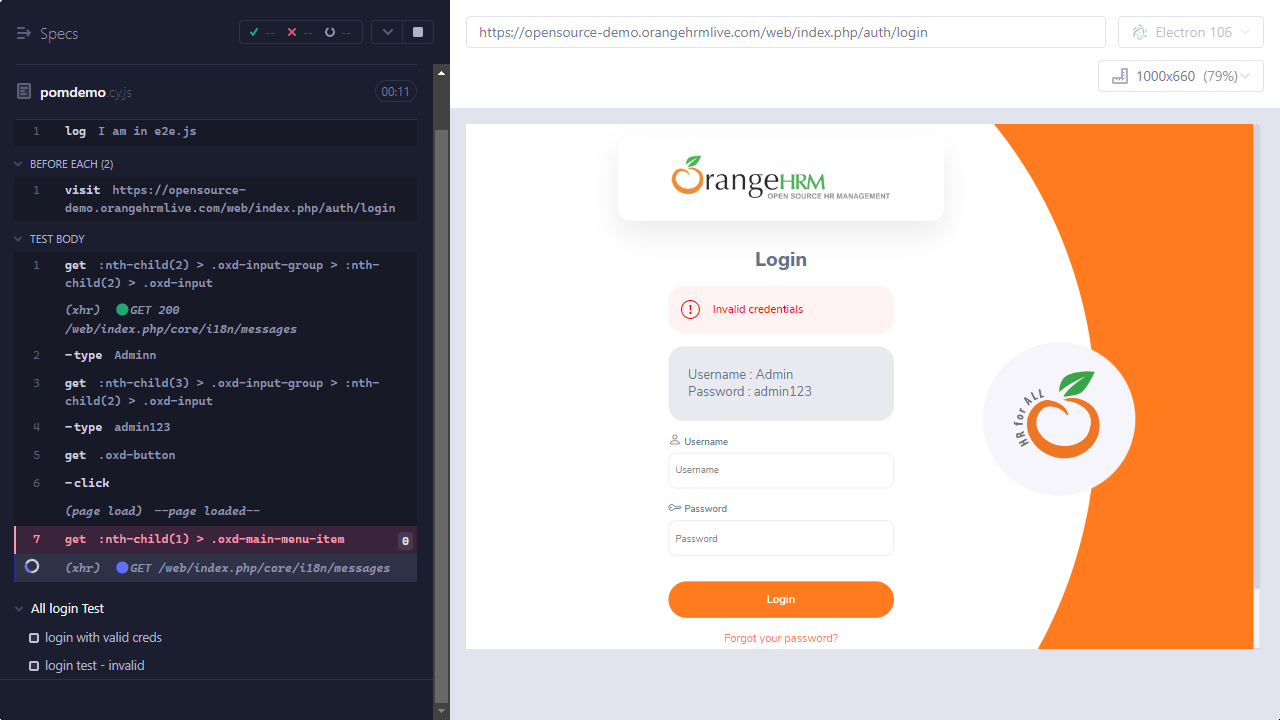 Specs
--
--
--
pomdemo.cy.js
00:11
1 log I am in e2e.js
BEFORE EACH (2)
1 visit https://opensource-
demo.orangehrmlive.com/web/index.php/auth/login
TEST BODY
1 get :nth-child(2) > .oxd-input-group > :nth-
child(2) > .oxd-input
(xhr) GET 200
/web/index.php/core/i18n/messages
2 -type Adminn
3 get :nth-child(3) > .oxd-input-group > :nth-
child(2) > .oxd-input
4 -type admin123
5 get .oxd-button
6 -click
(page load) --page loaded--
7 get :nth-child(1) > .oxd-main-menu-item 0
(xhr) GET /web/index.php/core/i18n/messages
All login Test
login with valid creds
login test - invalid
https://opensource-demo.orangehrmlive.com/web/index.php/auth/login
Electron 106
1000x660 (79%)
OrangeHRM
OPEN SOURCE HR MANAGEMENT
Login
Invalid credentials
Username : Admin
Password : admin123
Username
Username
Password
Password
Login
Forgot your password?
HR for ALL